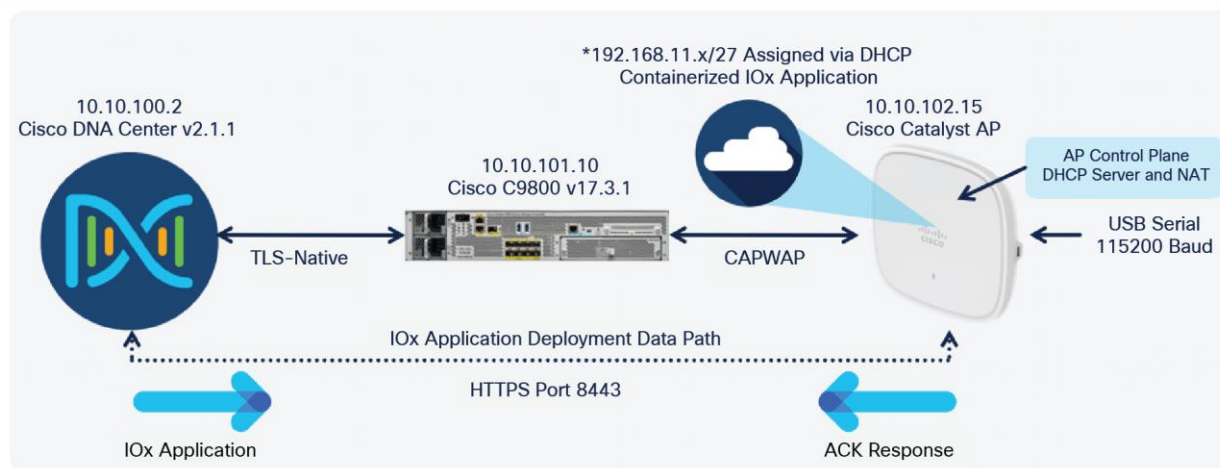 *192.168.11.x/27 Assigned via DHCP
Containerized IOx Application
10.10.100.2
Cisco DNA Center v2.1.1
10.10.101.10
Cisco C9800 v17.3.1
10.10.102.15
Cisco Catalyst AP
AP Control Plane
DHCP Server and NAT
USB Serial
115200 Baud
TLS-Native
CAPWAP
cisco
IOx Application Deployment Data Path
HTTPS Port 8443
IOx Application
ACK Response